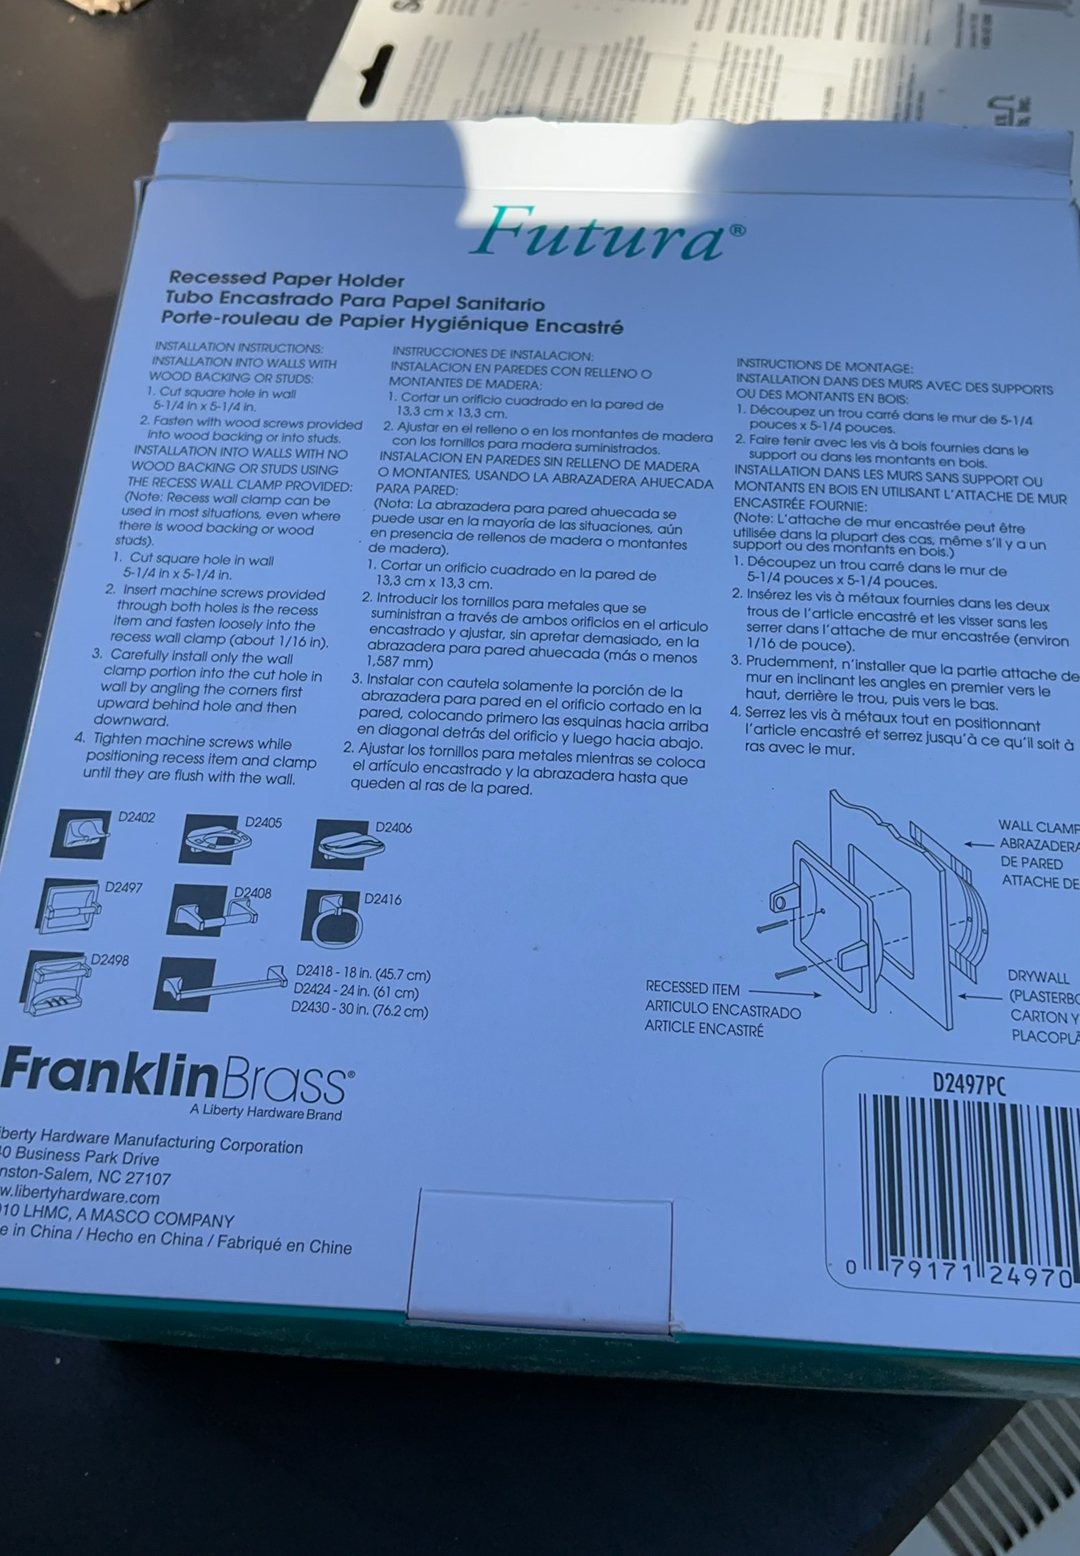 Futura®
Recessed Paper Holder
Tubo Encastrado Para Papel Sanitario
Porte-rouleau de Papier Hygiénique Encastré
INSTALLATION INSTRUCTIONS:
INSTALLATION INTO WALLS WITH
WOOD BACKING OR STUDS:
1. Cut square hole in wall
5-1/4 in x 5-1/4 in.
2. Fasten with wood screws provided
into wood backing or into studs.
INSTALLATION INTO WALLS WITH NO
WOOD BACKING OR STUDS USING
THE RECESS WALL CLAMP PROVIDED:
(Note: Recess wall clamp can be
used in most situations, even where
there is wood backing or wood
studs).
1. Cut square hole in wall
5-1/4 in x 5-1/4 in.
2. Insert machine screws provided
through both holes is the recess
item and fasten loosely into the
recess wall clamp (about 1/16 in).
3. Carefully install only the wall
clamp portion into the cut hole in
wall by angling the corners first
upward behind hole and then
downward.
4. Tighten machine screws while
positioning recess item and clamp
until they are flush with the wall.
INSTRUCCIONES DE INSTALACION:
INSTALACION EN PAREDES CON RELLENO O
MONTANTES DE MADERA:
1. Cortar un orificio cuadrado en la pared de
13,3 cm x 13,3 cm.
2. Ajustar en el relleno o en los montantes de madera
con los tornillos para madera suministrados.
INSTALACION EN PAREDES SIN RELLENO DE MADERA
O MONTANTES, USANDO LA ABRAZADERA AHUECADA
PARA PARED:
(Nota: La abrazadera para pared ahuecada se
puede usar en la mayoría de las situaciones, aún
en presencia de rellenos de madera o montantes
de madera).
1. Cortar un orificio cuadrado en la pared de
13,3 cm x 13,3 cm.
2. Introducir los tornillos para metales que se
suministran a través de ambos orificios en el articulo
encastrado y ajustar, sin apretar demasiado, en la
abrazadera para pared ahuecada (más o menos
1,587 mm)
3. Instalar con cautela solamente la porción de la
abrazadera para pared en el orificio cortado en la
pared, colocando primero las esquinas hacia arriba
en diagonal detrás del orificio y luego hacia abajo.
2. Ajustar los tornillos para metales mientras se coloca
el artículo encastrado y la abrazadera hasta que
queden al ras de la pared.
INSTRUCTIONS DE MONTAGE:
INSTALLATION DANS DES MURS AVEC DES SUPPORTS
OU DES MONTANTS EN BOIS:
1. Découpez un trou carré dans le mur de 5-1/4
pouces x 5-1/4 pouces.
2. Faire tenir avec les vis à bois fournies dans le
support ou dans les montants en bois.
INSTALLATION DANS LES MURS SANS SUPPORT OU
MONTANTS EN BOIS EN UTILISANT L'ATTACHE DE MUR
ENCASTRÉE FOURNIE:
(Note: L'attache de mur encastrée peut être
utilisée dans la plupart des cas, même s'il y a un
support ou des montants en bois.)
1. Découpez un trou carré dans le mur de
5-1/4 pouces x 5-1/4 pouces.
2. Insérez les vis à métaux fournies dans les deux
trous de l'article encastré et les visser sans les
serrer dans l'attache de mur encastrée (environ
1/16 de pouce).
3. Prudemment, n'installer que la partie attache de
mur en inclinant les angles en premier vers le
haut, derrière le trou, puis vers le bas.
4. Serrez les vis à métaux tout en positionnant
l'article encastré et serrez jusqu'à ce qu'il soit à
ras avec le mur.
D2402
D2405
D2406
D2497
D2408
D2416
D2498
D2418 - 18 in. (45.7 cm)
D2424 - 24 in. (61 cm)
D2430 - 30 in. (76.2 cm)
WALL CLAMP
ABRAZADERA
DE PARED
ATTACHE DE
RECESSED ITEM
ARTICULO ENCASTRADO
ARTICLE ENCASTRÉ
DRYWALL
(PLASTERBO
CARTON Y
PLACOPLÂ
FranklinBrass®
A Liberty Hardware Brand
iberty Hardware Manufacturing Corporation
40 Business Park Drive
nston-Salem, NC 27107
w.libertyhardware.com
010 LHMC, A MASCO COMPANY
e in China / Hecho en China / Fabriqué en Chine
D2497PC
0 79171 24970